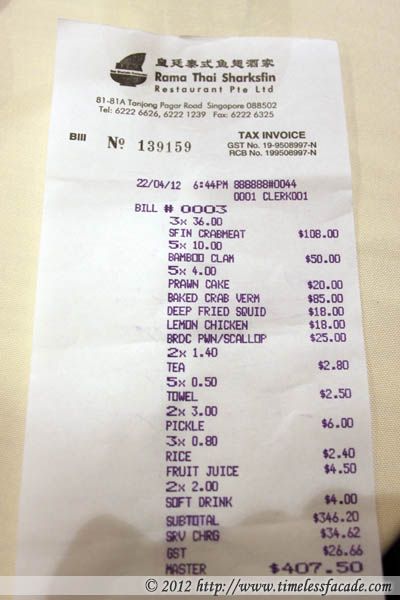 皇廷泰式鱼翅酒家
Rama Thai Sharksfin
Restaurant Pte Ltd
81-81A Tanjong Pagar Road Singapore 088502
Tel: 6222 6626, 6222 1239 Fax: 6222 6325
Bill Nº 139159
TAX INVOICE
GST No. 19-9508997-N
RCB No. 199508997-N
22/04/12 6:44PM 888888#0044
0001 CLERK001
BILL # 0003
3x 36.00
SFIN CRABMEAT $108.00
5x 10.00
BAMBOO CLAM $50.00
5x 4.00
PRAWN CAKE $20.00
BAKED CRAB VERM $85.00
DEEP FRIED SQUID $18.00
LEMON CHICKEN $18.00
BRDC PWN/SCALLOP $25.00
2x 1.40
TEA $2.80
5x 0.50
TOWEL $2.50
2x 3.00
PICKLE $6.00
3x 0.80
RICE $2.40
FRUIT JUICE $4.50
2x 2.00
SOFT DRINK $4.00
SUBTOTAL $346.20
SRV CHRG $34.62
GST $26.66
MASTER $407.50
© 2012 http://www.timelessfacade.com